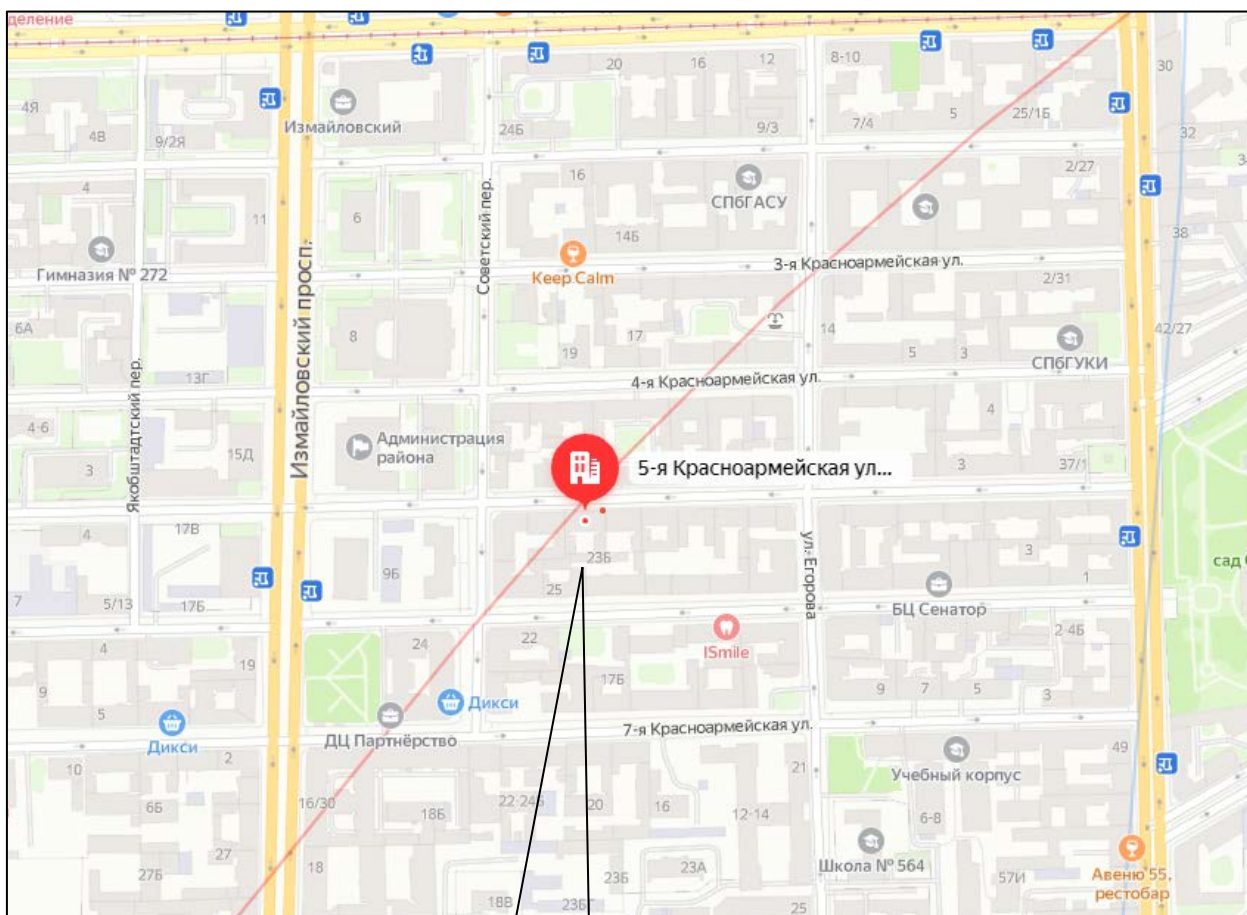 деление
20
16
12
8-10
30
4Я
4В
9/2Я
Измайловский
24Б
9/3
7/4
5
25/1Б
32
4
11
6
Советский пер.
16
14Б
СПбГАСУ
2/27
38
Гимназия № 272
Измайловский просп.
Keep Calm
3-я Красноармейская ул.
2/31
6А
8
17
19
14
5
3
42/27
СПбГУКИ
Якобштадтский пер.
13Г
4-я Красноармейская ул.
4-6
3
15Д
Администрация
района
4
3
37/1
5-я Красноармейская ул...
4
17В
9Б
23Б
25
ул. Егорова
3
1
сад
7
5/13
17Б
БЦ Сенатор
4
19
24
22
ISmile
2-4Б
9
5
17Б
9
7
5
3
Дикси
Дикси
ДЦ Партнёрство
7-я Красноармейская ул.
49
10
2
6Б
16/30
18Б
22-24Б
20
16
12-14
21
Учебный корпус
6-8
27
27Б
18
23Б
23А
Школа № 564
57И
Авеню 55,
рестобар
18В
25